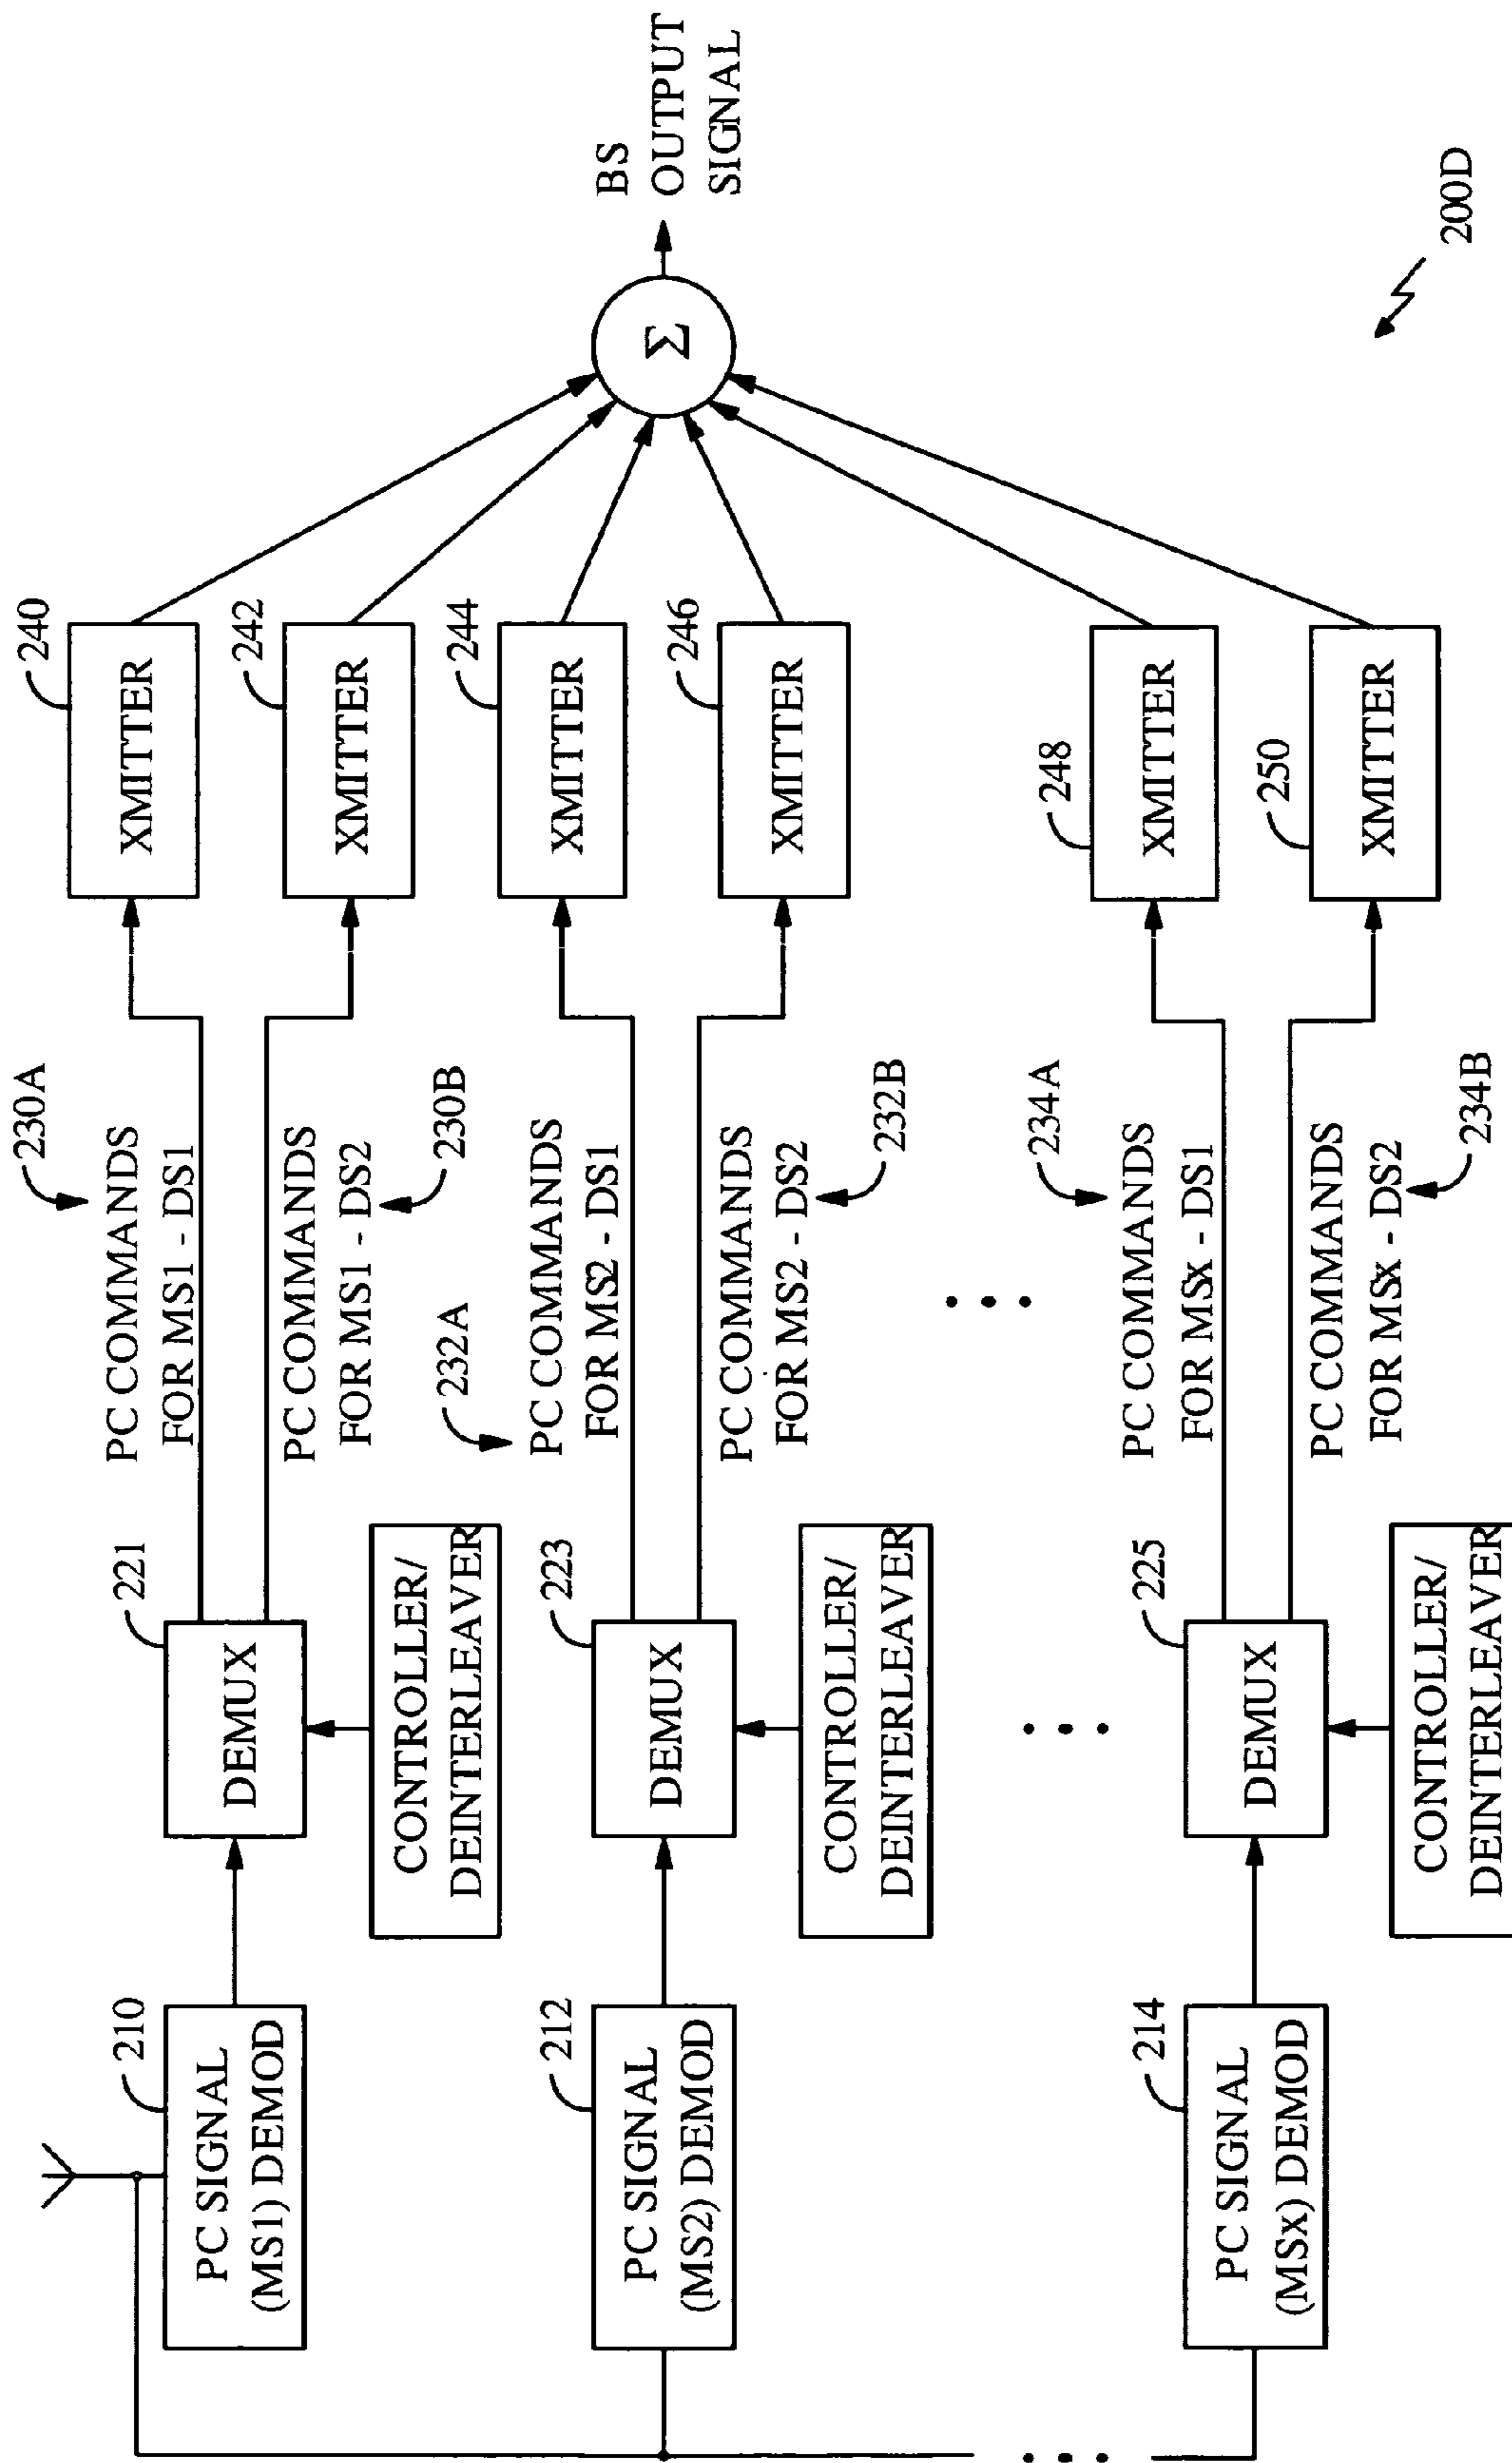 210
PC SIGNAL
(MS1) DEMOD
221
DEMUX
CONTROLLER/
DEINTERLEAVER
230A
PC COMMANDS
FOR MS1 - DS1
PC COMMANDS
FOR MS1 - DS2
230B
240
XMITTER
242
XMITTER
212
PC SIGNAL
(MS2) DEMOD
223
DEMUX
CONTROLLER/
DEINTERLEAVER
232A
PC COMMANDS
FOR MS2 - DS1
PC COMMANDS
FOR MS2 - DS2
232B
244
XMITTER
246
XMITTER
214
PC SIGNAL
(MSx) DEMOD
225
DEMUX
CONTROLLER/
DEINTERLEAVER
234A
PC COMMANDS
FOR MSx - DS1
PC COMMANDS
FOR MSx - DS2
234B
248
XMITTER
250
XMITTER
Σ
BS
OUTPUT
SIGNAL
200D